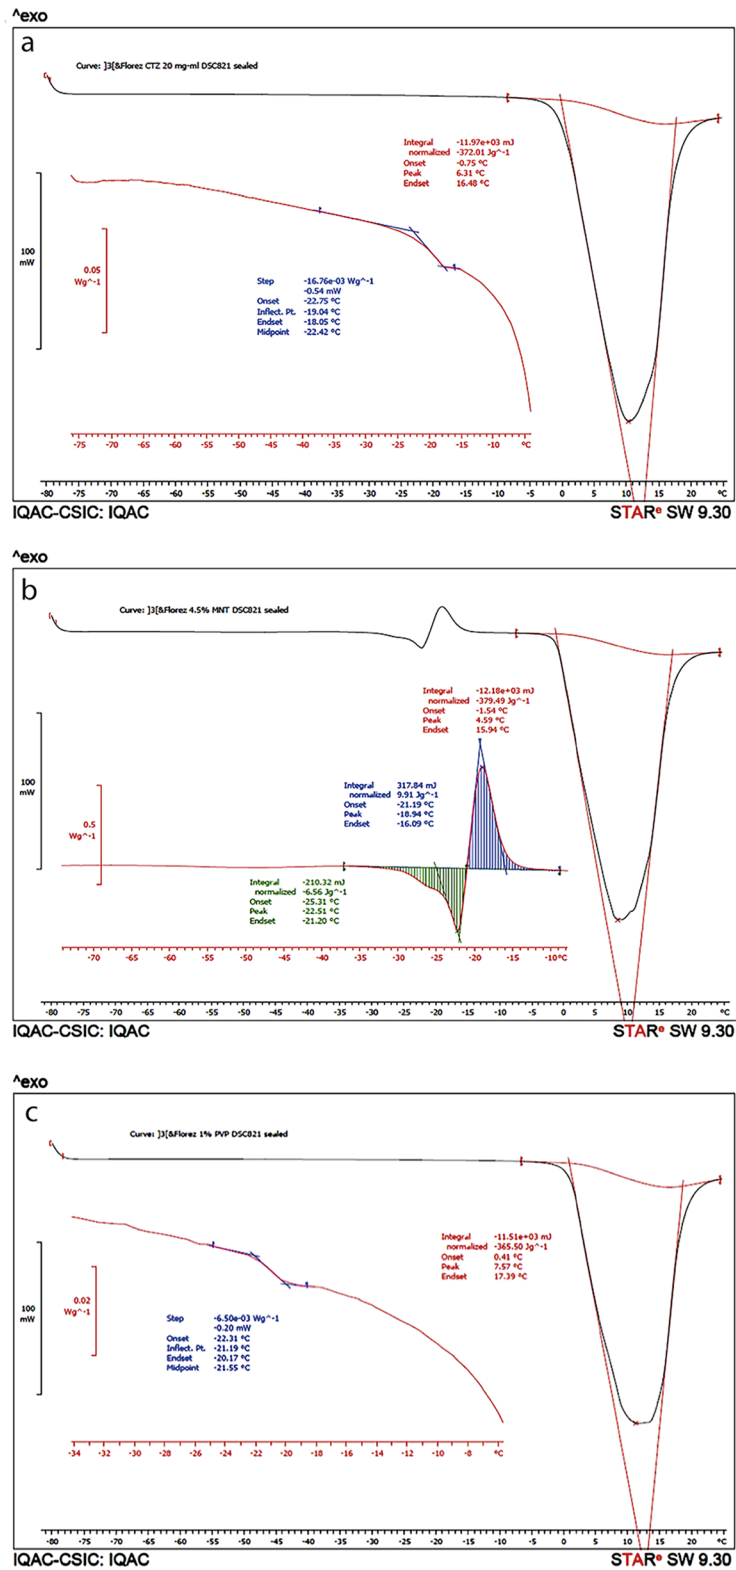 ^exo
a
Curve: ]3[&Florez CTZ 20 mg-ml DSC821 sealed
Integral -11.97e+03 mJ
normalized -372.01 Jg^-1
Onset -0.75 °C
Peak 6.31 °C
Endset 16.48 °C
100
mW
0.05
Wg^-1
Step -16.76e-03 Wg^-1
-0.54 mW
Onset -22.75 °C
Inflect. Pt. -19.04 °C
Endset -18.05 °C
Midpoint -22.42 °C
-75 -70 -65 -60 -55 -50 -45 -40 -35 -30 -25 -20 -15 -10 °C
-80 -75 -70 -65 -60 -55 -50 -45 -40 -35 -30 -25 -20 -15 -10 -5 0 5 10 15 20 °C
IQAC-CSIC: IQAC STARe SW 9.30
^exo
b
Curve: ]3[&Florez 4.5% MNT DSC821 sealed
Integral -12.18e+03 mJ
normalized -379.49 Jg^-1
Onset -1.54 °C
Peak 4.59 °C
Endset 15.94 °C
100
mW
Integral 317.84 mJ
normalized 9.91 Jg^-1
Onset -21.19 °C
Peak -18.94 °C
Endset -16.09 °C
0.5
Wg^-1
Integral -210.32 mJ
normalized -6.56 Jg^-1
Onset -25.31 °C
Peak -22.51 °C
Endset -21.20 °C
-70 -65 -60 -55 -50 -45 -40 -35 -30 -25 -20 -15 -10 °C
-80 -75 -70 -65 -60 -55 -50 -45 -40 -35 -30 -25 -20 -15 -10 -5 0 5 10 15 20 °C
IQAC-CSIC: IQAC STARe SW 9.30
^exo
c
Curve: ]3[&Florez 1% PVP DSC821 sealed
Integral -11.51e+03 mJ
normalized -365.50 Jg^-1
Onset 0.41 °C
Peak 7.57 °C
Endset 17.39 °C
100
mW
0.02
Wg^-1
Step -6.50e-03 Wg^-1
-0.20 mW
Onset -22.31 °C
Inflect. Pt. -21.19 °C
Endset -20.17 °C
Midpoint -21.55 °C
-34 -32 -30 -28 -26 -24 -22 -20 -18 -16 -14 -12 -10 -8 -6 °C
-80 -75 -70 -65 -60 -55 -50 -45 -40 -35 -30 -25 -20 -15 -10 -5 0 5 10 15 20 °C
IQAC-CSIC: IQAC STARe SW 9.30